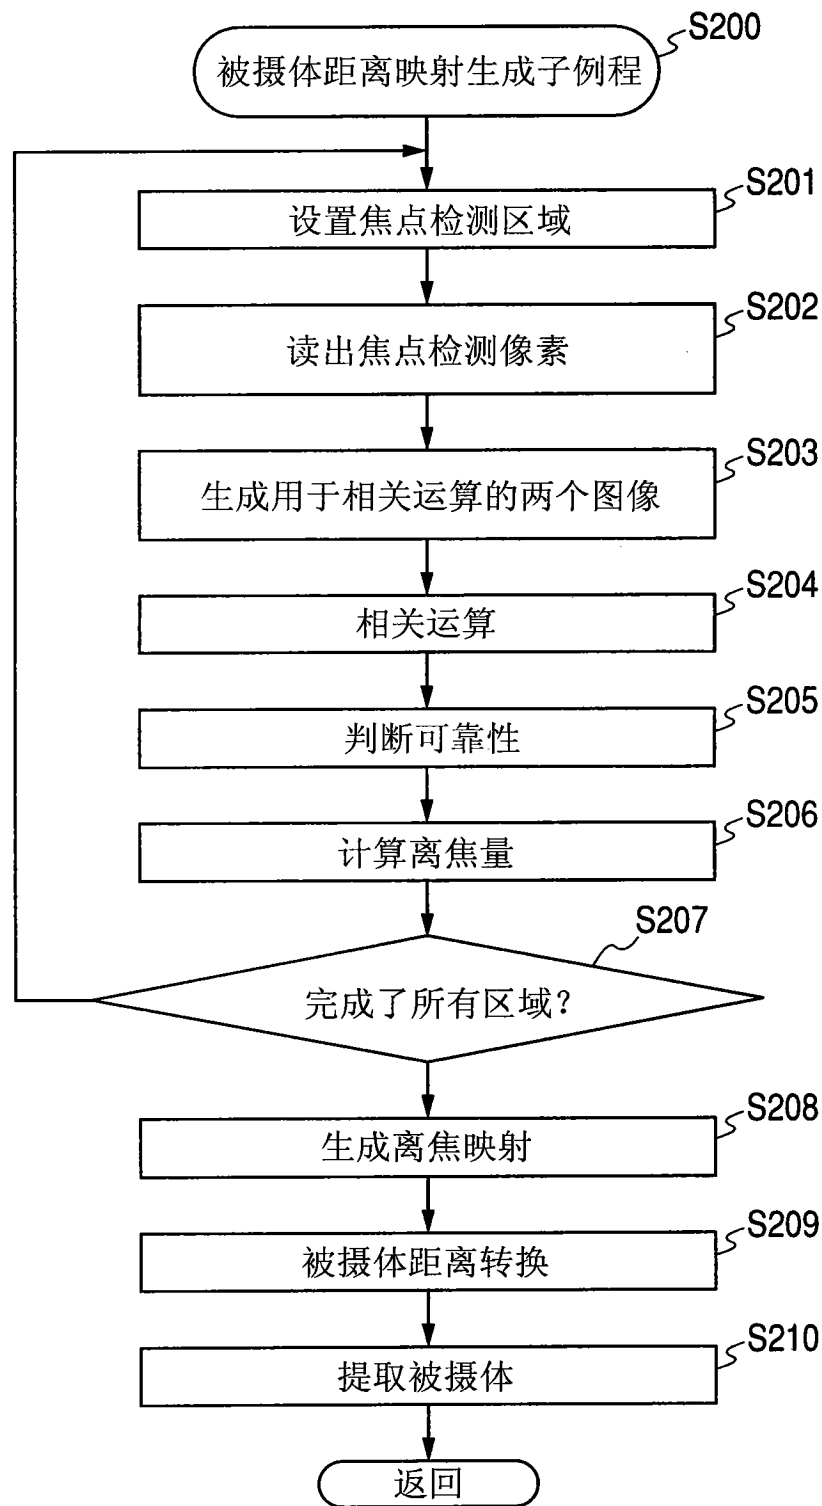 S200
被摄体距离映射生成子例程
S201
设置焦点检测区域
S202
读出焦点检测像素
S203
生成用于相关运算的两个图像
S204
相关运算
S205
判断可靠性
S206
计算离焦量
S207
完成了所有区域?
S208
生成离焦映射
S209
被摄体距离转换
S210
提取被摄体
返回